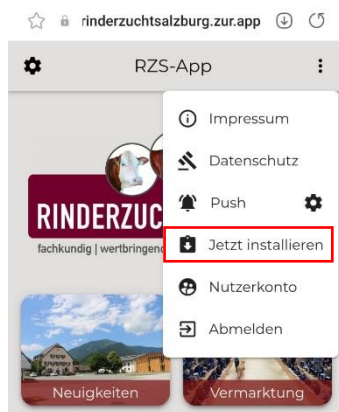 rinderzuchtsalzburg.zur.app
RZS-App
Impressum
Datenschutz
Push
Jetzt installieren
Nutzerkonto
Abmelden
RINDERZUC
fachkundig | wertbringend
Neuigkeiten
Vermarktung